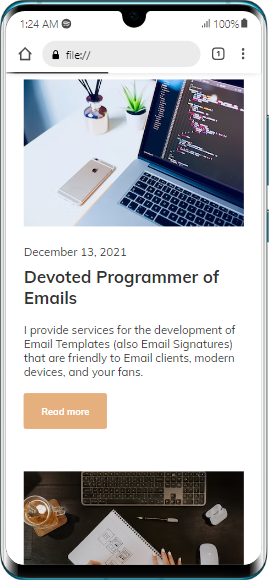 1:24 AM
100%
file://
1
December 13, 2021
Devoted Programmer of
Emails
I provide services for the development of
Email Templates (also Email Signatures)
that are friendly to Email clients, modern
devices, and your fans.
Read more